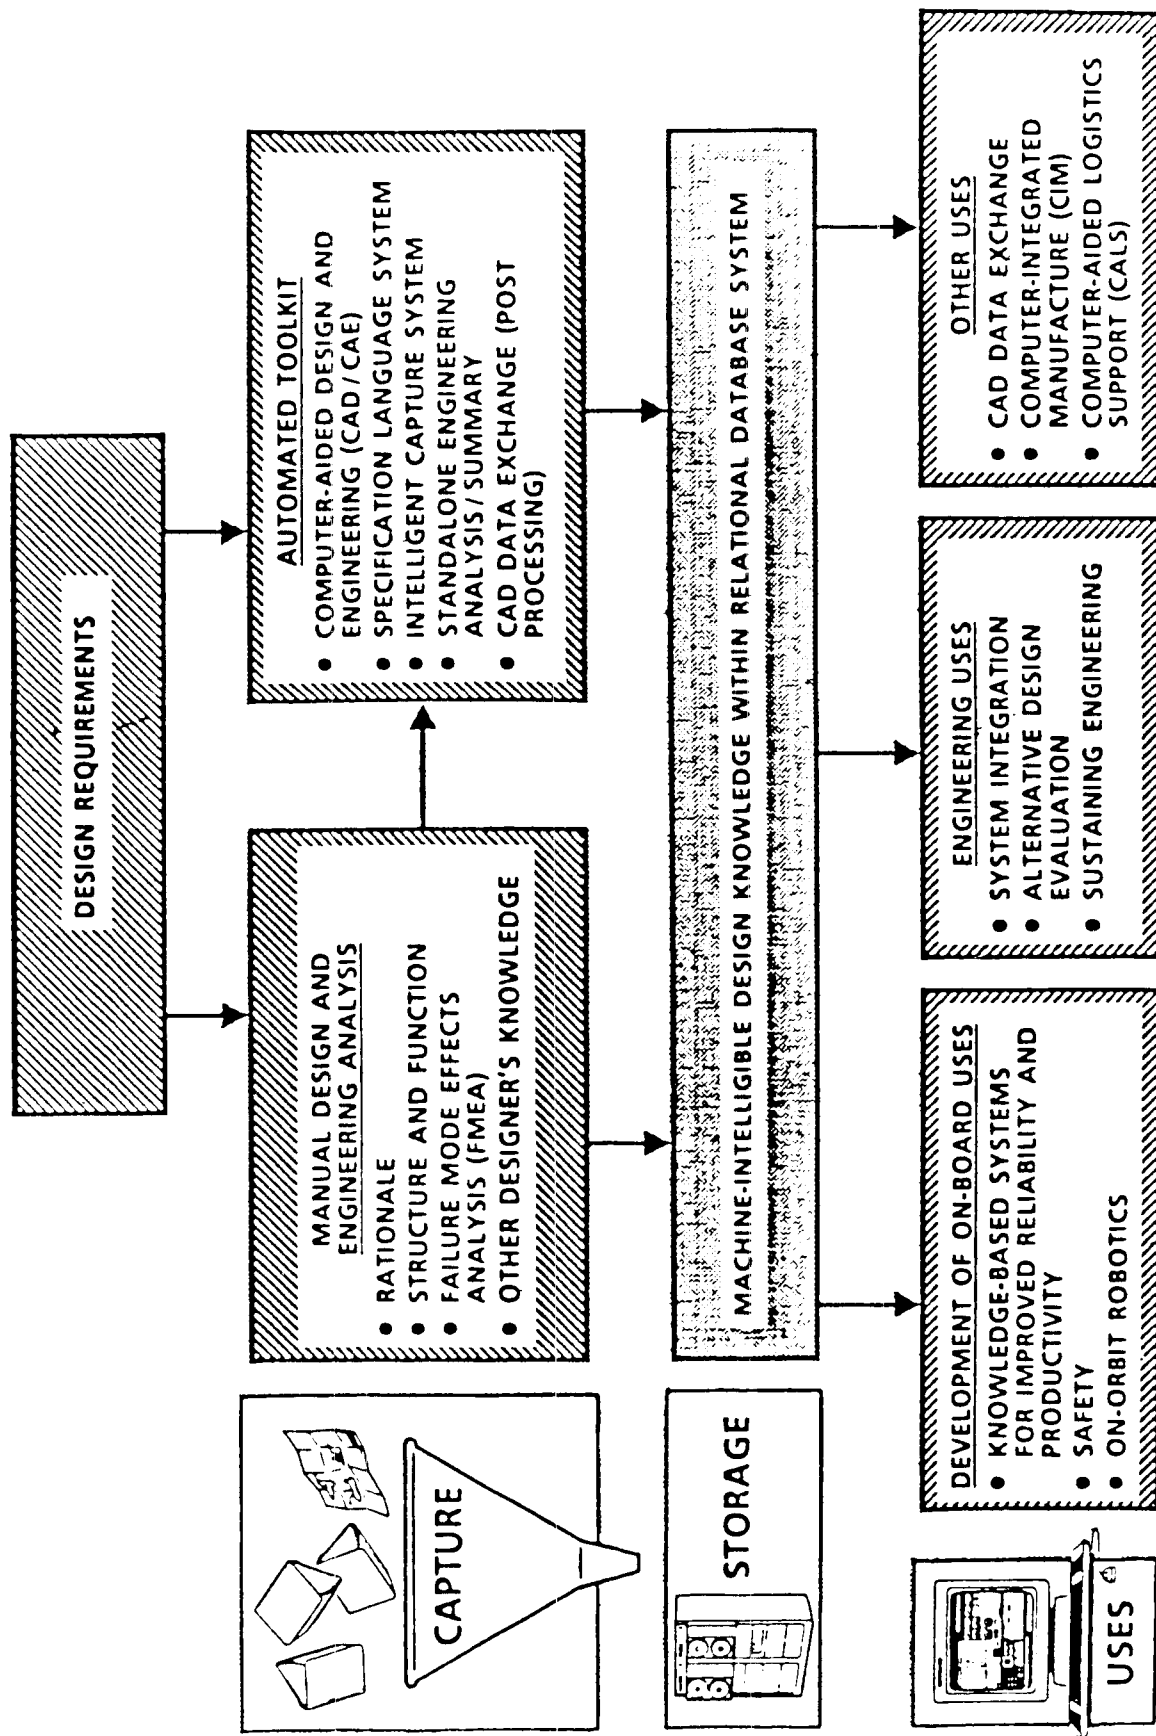 DESIGN REQUIREMENTS
CAPTURE
MANUAL DESIGN AND
ENGINEERING ANALYSIS
• RATIONALE
• STRUCTURE AND FUNCTION
• FAILURE MODE EFFECTS
ANALYSIS (FMEA)
• OTHER DESIGNER'S KNOWLEDGE
AUTOMATED TOOLKIT
• COMPUTER-AIDED DESIGN AND
ENGINEERING (CAD/CAE)
• SPECIFICATION LANGUAGE SYSTEM
• INTELLIGENT CAPTURE SYSTEM
• STANDALONE ENGINEERING
ANALYSIS/SUMMARY
• CAD DATA EXCHANGE (POST
PROCESSING)
STORAGE
MACHINE-INTELLIGIBLE DESIGN KNOWLEDGE WITHIN RELATIONAL DATABASE SYSTEM
USES
DEVELOPMENT OF ON-BOARD USES
• KNOWLEDGE-BASED SYSTEMS
FOR IMPROVED RELIABILITY AND
PRODUCTIVITY
• SAFETY
• ON-ORBIT ROBOTICS
ENGINEERING USES
• SYSTEM INTEGRATION
• ALTERNATIVE DESIGN
EVALUATION
• SUSTAINING ENGINEERING
OTHER USES
• CAD DATA EXCHANGE
• COMPUTER-INTEGRATED
MANUFACTURE (CIM)
• COMPUTER-AIDED LOGISTICS
SUPPORT (CALS)